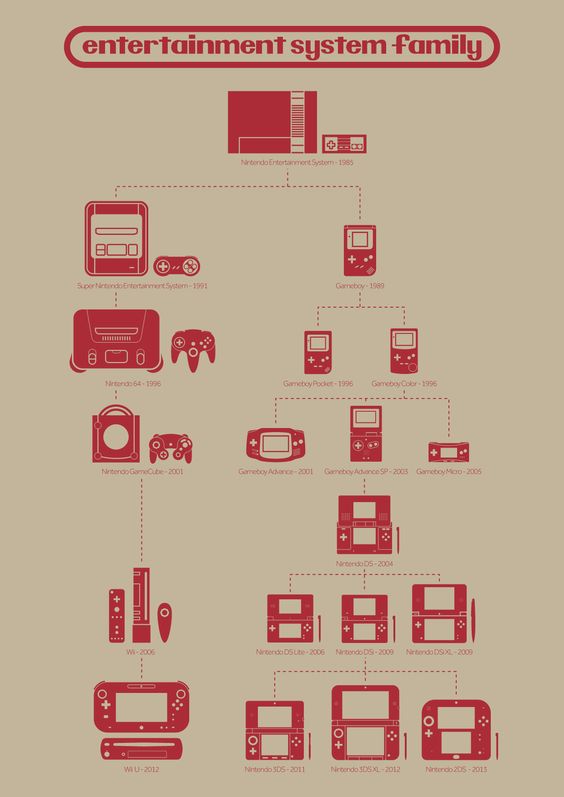 entertainment system family
Nintendo Entertainment System - 1985
Super Nintendo Entertainment System - 1991
Gameboy - 1989
Nintendo 64 - 1996
Gameboy Pocket - 1996
Gameboy Color - 1996
Nintendo GameCube - 2001
Gameboy Advance - 2001
Gameboy Advance SP - 2003
Gameboy Micro - 2005
Nintendo DS - 2004
Wii - 2006
Nintendo DS Lite - 2006
Nintendo DSi - 2009
Nintendo DSi XL - 2009
Wii U - 2012
Nintendo 3DS - 2011
Nintendo 3DS XL - 2012
Nintendo 2DS - 2013